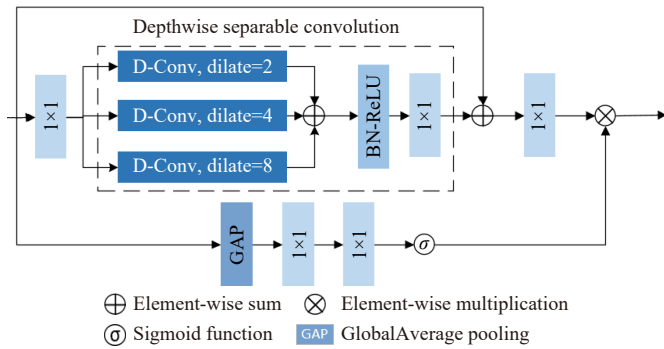 Depthwise separable convolution
1×1
D-Conv, dilate=2
D-Conv, dilate=4
D-Conv, dilate=8
BN-ReLU
1×1
1×1
GAP
1×1
1×1
σ
Element-wise sum
Element-wise multiplication
σ Sigmoid function
GAP GlobalAverage pooling